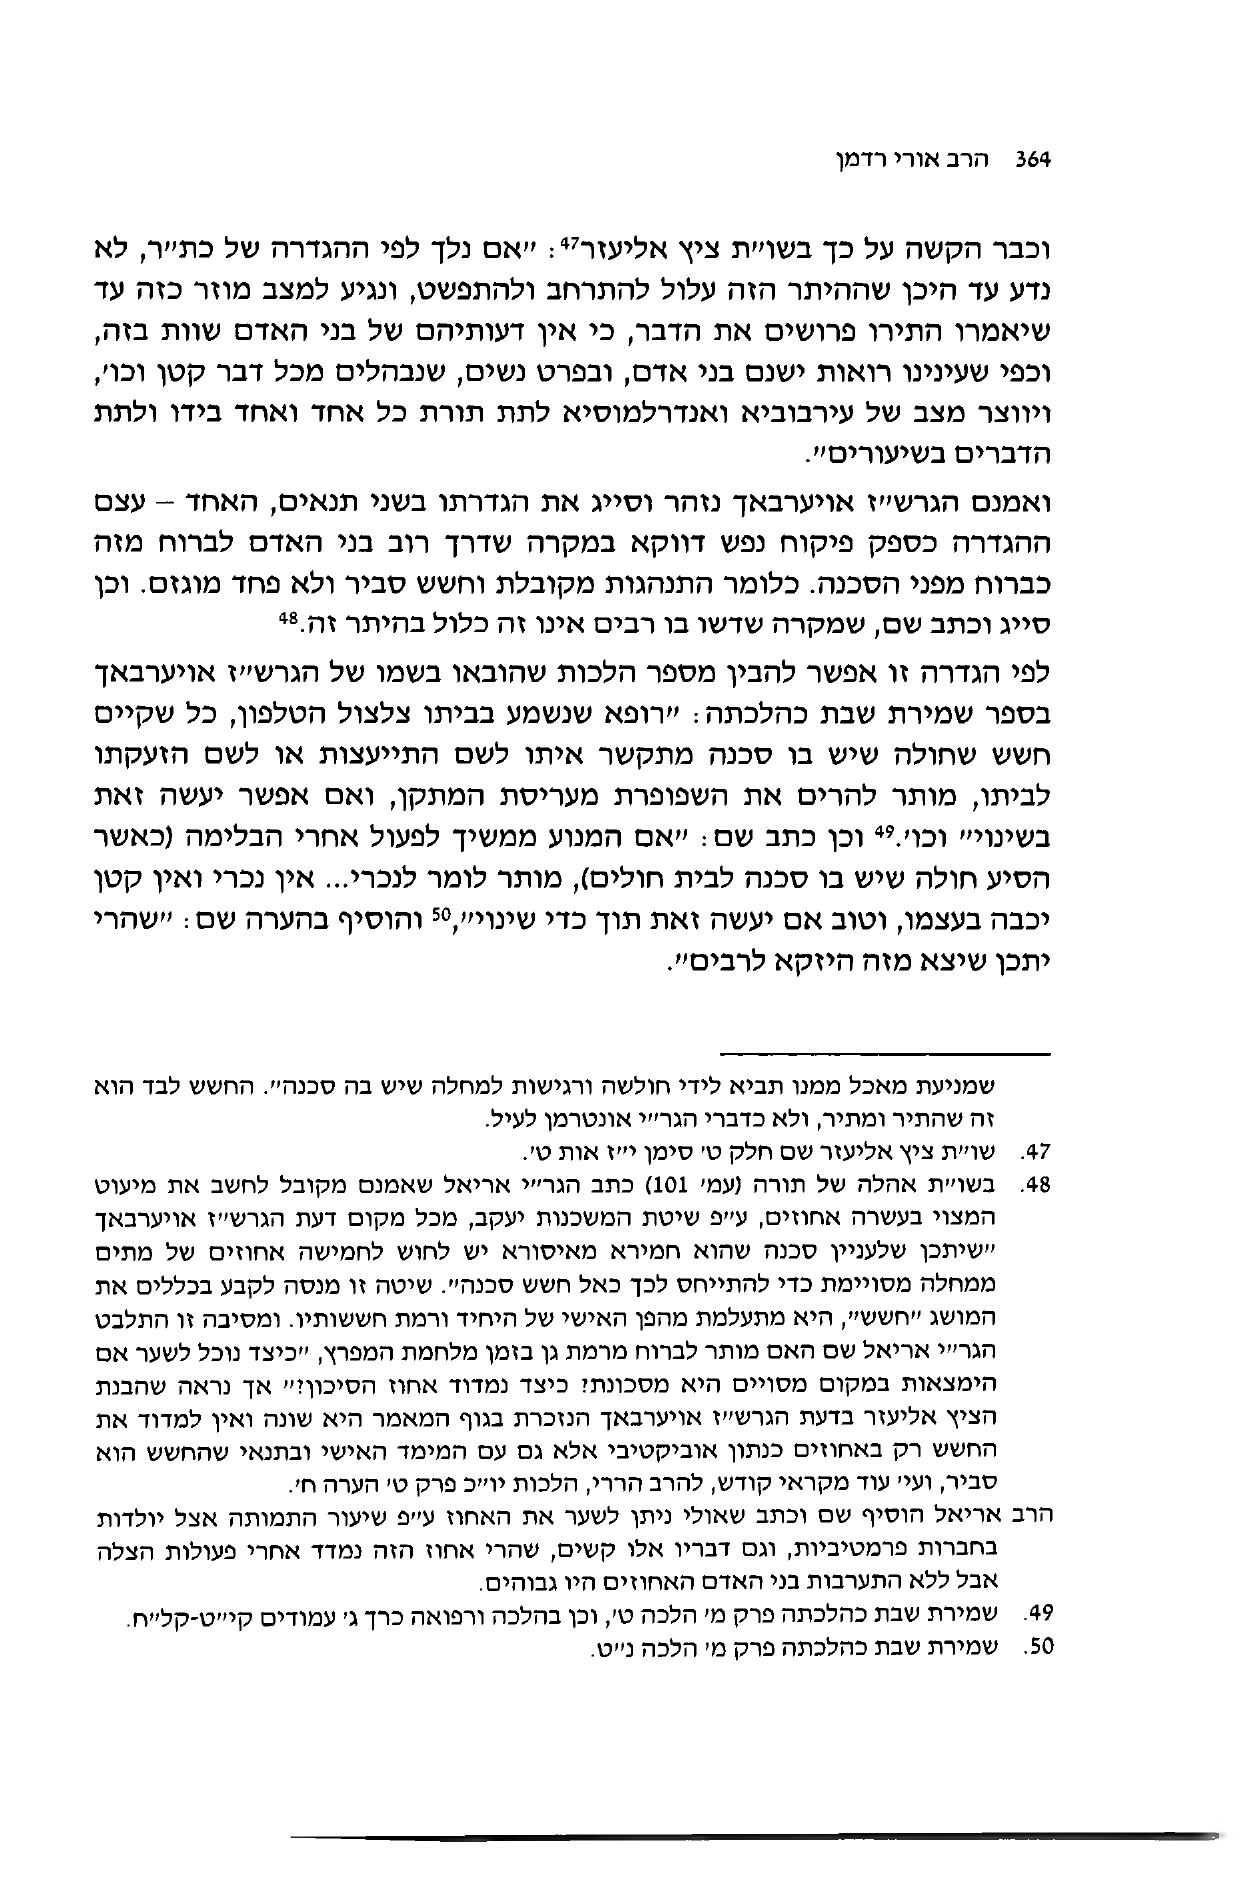 364 הרב אורי רדמן
וכבר הקשה על כך בשו״ת ציץ אליעזר47: ״אם נלך לפי ההגדרה של כת״ר, לא
נדע עד היכן שההיתר הזה עלול להתרחב ולהתפשט, ונגיע למצב מוזר כזה עד
שיאמרו התירו פרושים את הדבר, כי אין דעותיהם של בני האדם שוות בזה,
וכפי שעינינו רואות ישנם בני אדם, ובפרט נשים, שנבהלים מכל דבר קטן וכו׳,
ויווצר מצב של עירבוביא ואנדרלמוסיא לתת תורת כל אחד ואחד בידו ולתת
הדברים בשיעורים״.
ואמנם הגרש״ז אויערבאך נזהר וסייג את הגדרתו בשני תנאים, האחד – עצם
ההגדרה כספק פיקוח נפש דווקא במקרה שדרך רוב בני האדם לברוח מזה
כברוח מפני הסכנה. כלומר התנהגות מקובלת וחשש סביר ולא פחד מוגזם. וכן
סייג וכתב שם, שמקרה שדשו בו רבים אינו זה כלול בהיתר זה.48
לפי הגדרה זו אפשר להבין מספר הלכות שהובאו בשמו של הגרש״ז אויערבאך
בספר שמירת שבת כהלכתה: ״רופא שנשמע בביתו צלצול הטלפון, כל שקיים
חשש שחולה שיש בו סכנה מתקשר איתו לשם התייעצות או לשם הזעקתו
לביתו, מותר להרים את השפופרת מעריסת המתקן, ואם אפשר יעשה זאת
בשינוי״ וכו׳.49 וכן כתב שם: ״אם המנוע ממשיך לפעול אחרי הבלימה (כאשר
הסיע חולה שיש בו סכנה לבית חולים), מותר לומר לנכרי... אין נכרי ואין קטן
יכבה בעצמו, וטוב אם יעשה זאת תוך כדי שינוי״,50 והוסיף בהערה שם: ״שהרי
יתכן שיצא מזה היזקא לרבים״.
שמניעת מאכל ממנו תביא לידי חולשה ורגישות למחלה שיש בה סכנה״. החשש לבד הוא
זה שהתיר ומתיר, ולא כדברי הגר״י אונטרמן לעיל.
47. שו״ת ציץ אליעזר שם חלק ט׳ סימן י״ז אות ט׳.
48. בשו״ת אהלה של תורה (עמ׳ 101) כתב הגר״י אריאל שאמנם מקובל לחשב את מיעוט
המצוי בעשרה אחוזים, ע״פ שיטת המשכנות יעקב, מכל מקום דעת הגרש״ז אויערבאך
״שיתכן שלעניין סכנה שהוא חמירא מאיסורא יש לחוש לחמישה אחוזים של מתים
ממחלה מסויימת כדי להתייחס לכך כאל חשש סכנה״. שיטה זו מנסה לקבע בכללים את
המושג ״חשש״, היא מתעלמת מהפן האישי של היחיד ורמת חששותיו. ומסיבה זו התלבט
הגר״י אריאל שם האם מותר לברוח מרמת גן בזמן מלחמת המפרץ, ״כיצד נוכל לשער אם
הימצאות במקום מסויים היא מסכונת? כיצד נמדוד אחוז הסיכון?״ אך נראה שהבנת
הציץ אליעזר בדעת הגרש״ז אויערבאך הנזכרת בגוף המאמר היא שונה ואין למדוד את
החשש רק באחוזים כנתון אוביקטיבי אלא גם עם המימד האישי ובתנאי שהחשש הוא
סביר, ועי׳ עוד מקראי קודש, להרב הררי, הלכות יו״כ פרק ט׳ הערה ח׳.
הרב אריאל הוסיף שם וכתב שאולי ניתן לשער את האחוז ע״פ שיעור התמותה אצל יולדות
בחברות פרמטיביות, וגם דבריו אלו קשים, שהרי אחוז הזה נמדד אחרי פעולות הצלה
אבל ללא התערבות בני האדם האחוזים היו גבוהים.
49. שמירת שבת כהלכתה פרק מ׳ הלכה ט׳, וכן בהלכה ורפואה כרך ג׳ עמודים קי״ט-קל״ח.
50. שמירת שבת כהלכתה פרק מ׳ הלכה נ״ט.